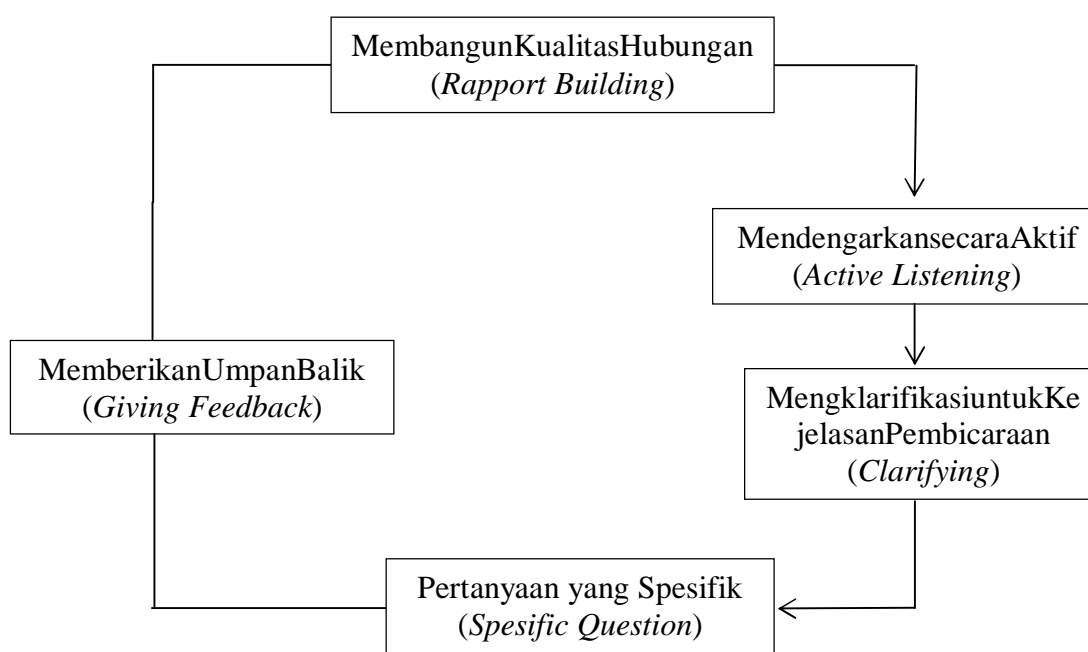 MembangunKualitasHubungan
(Rapport Building)
MendengarkansecaraAktif
(Active Listening)
MengklarifikasiuntukKe
jelasanPembicaraan
(Clarifying)
Pertanyaan yang Spesifik
(Spesific Question)
MemberikanUmpanBalik
(Giving Feedback)